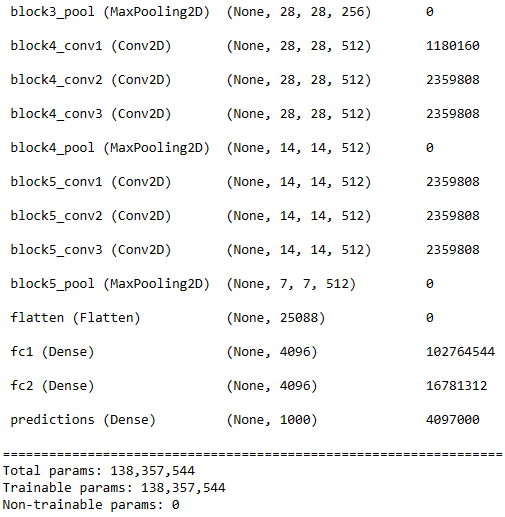 block3_pool (MaxPooling2D) (None, 28, 28, 256) 0
block4_conv1 (Conv2D) (None, 28, 28, 512) 1180160
block4_conv2 (Conv2D) (None, 28, 28, 512) 2359808
block4_conv3 (Conv2D) (None, 28, 28, 512) 2359808
block4_pool (MaxPooling2D) (None, 14, 14, 512) 0
block5_conv1 (Conv2D) (None, 14, 14, 512) 2359808
block5_conv2 (Conv2D) (None, 14, 14, 512) 2359808
block5_conv3 (Conv2D) (None, 14, 14, 512) 2359808
block5_pool (MaxPooling2D) (None, 7, 7, 512) 0
flatten (Flatten) (None, 25088) 0
fc1 (Dense) (None, 4096) 102764544
fc2 (Dense) (None, 4096) 16781312
predictions (Dense) (None, 1000) 4097000
=================================================================
Total params: 138,357,544
Trainable params: 138,357,544
Non-trainable params: 0